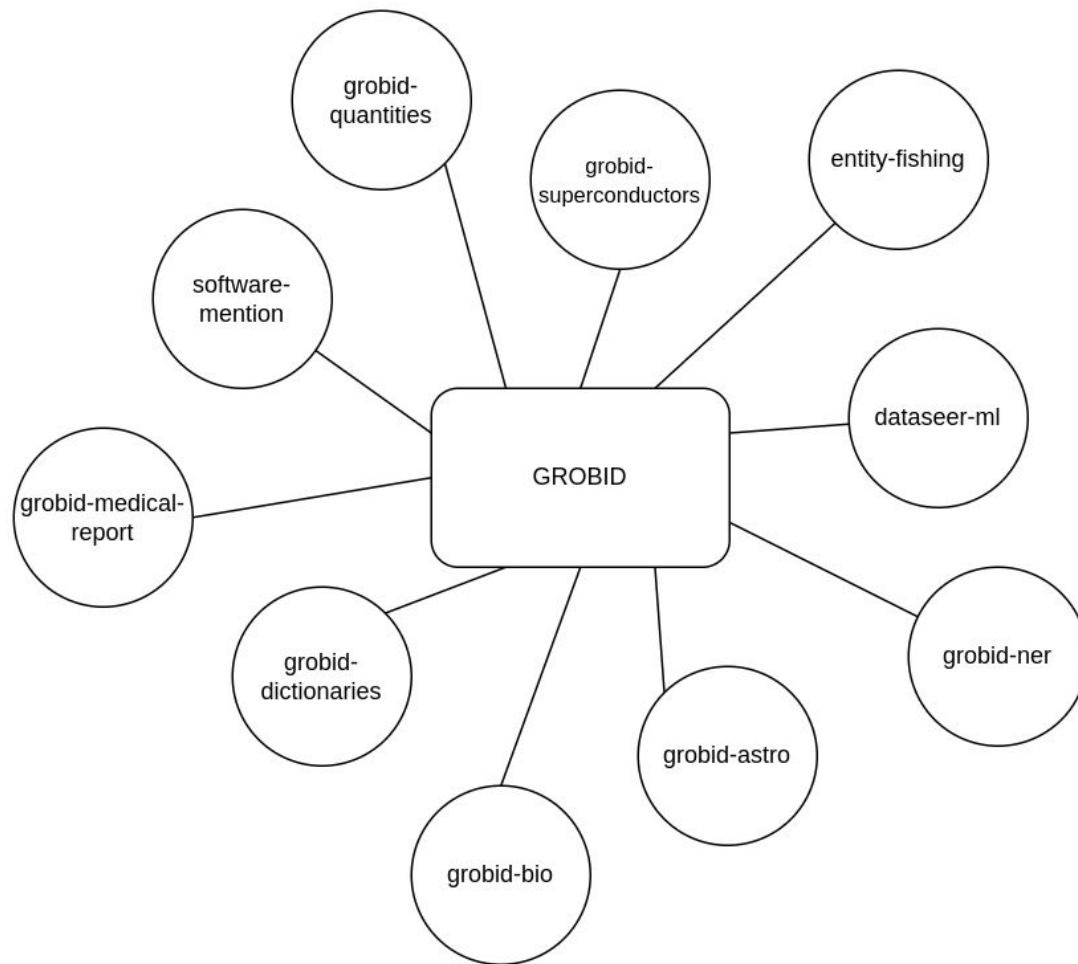 grobid-
quantities
grobid-
superconductors
entity-fishing
software-
mention
dataseer-ml
GROBID
grobid-medical-
report
grobid-
dictionaries
grobid-ner
grobid-astro
grobid-bio